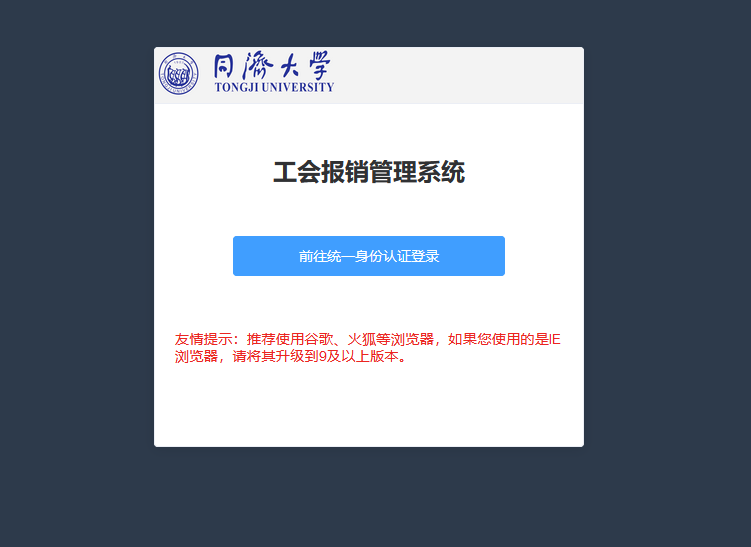 同濟大学
TONGJI UNIVERSITY
工会报销管理系统
前往统一身份认证登录
友情提示：推荐使用谷歌、火狐等浏览器，如果您使用的是IE
浏览器，请将其升级到9及以上版本。